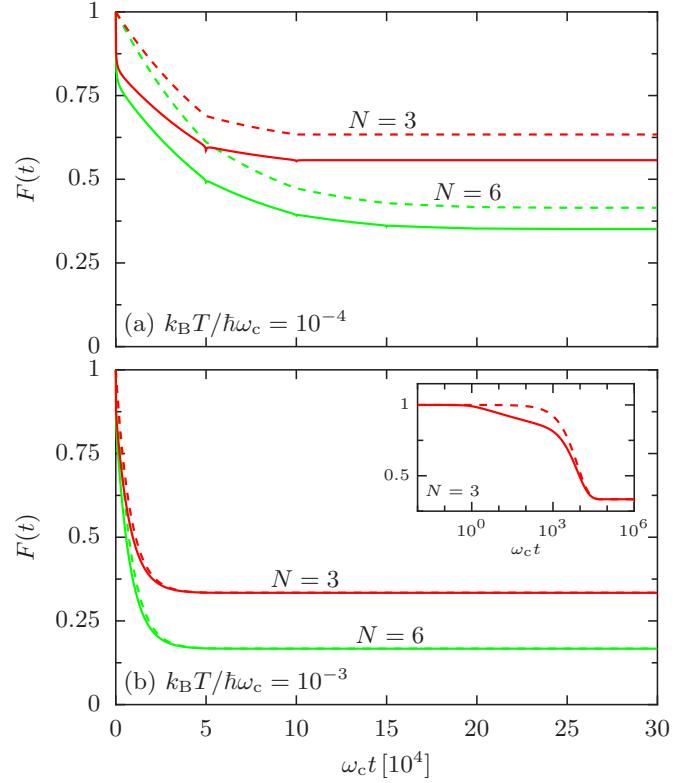 1
0.75
0.5
0.25
0
F(t)
N = 3
N = 6
(a) k_B T/ℏω_c = 10^{-4}
1
0.75
0.5
0.25
0
F(t)
1
0.5
N = 3
10^0 10^3 10^6
ω_c t
N = 3
N = 6
(b) k_B T/ℏω_c = 10^{-3}
0 5 10 15 20 25 30
ω_c t [10^4]